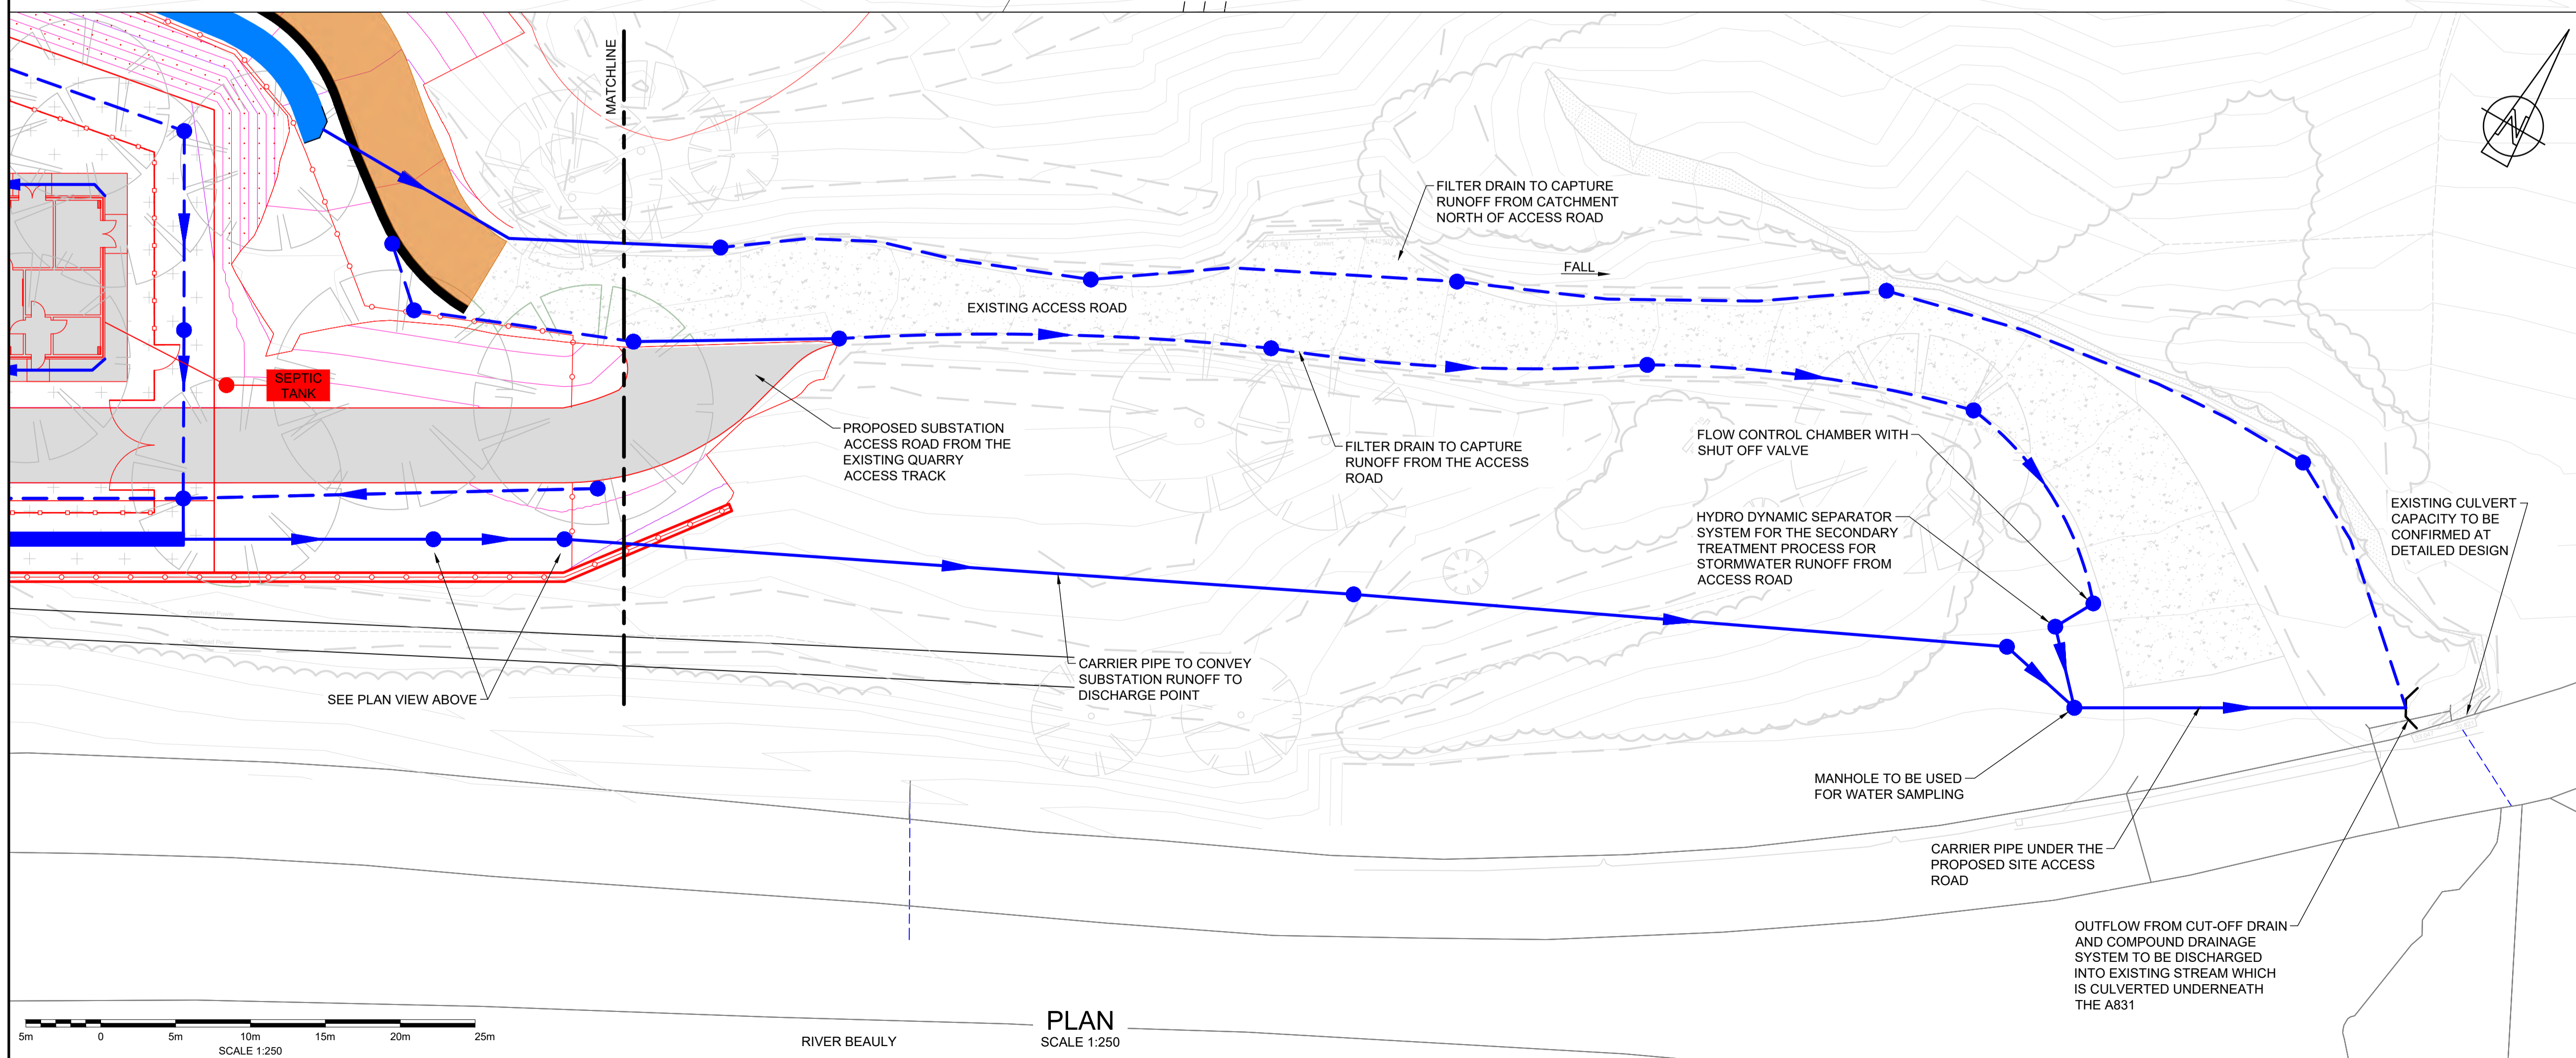 MATCHLINE
FILTER DRAIN TO CAPTURE
RUNOFF FROM CATCHMENT
NORTH OF ACCESS ROAD
N
FALL
EXISTING ACCESS ROAD
SEPTIC
TANK
PROPOSED SUBSTATION
ACCESS ROAD FROM THE
EXISTING QUARRY
ACCESS TRACK
FILTER DRAIN TO CAPTURE
RUNOFF FROM THE ACCESS
ROAD
FLOW CONTROL CHAMBER WITH
SHUT OFF VALVE
HYDRO DYNAMIC SEPARATOR
SYSTEM FOR THE SECONDARY
TREATMENT PROCESS FOR
STORMWATER RUNOFF FROM
ACCESS ROAD
EXISTING CULVERT
CAPACITY TO BE
CONFIRMED AT
DETAILED DESIGN
Overhead Power
Overhead Power
SEE PLAN VIEW ABOVE
CARRIER PIPE TO CONVEY
SUBSTATION RUNOFF TO
DISCHARGE POINT
MANHOLE TO BE USED
FOR WATER SAMPLING
CARRIER PIPE UNDER THE
PROPOSED SITE ACCESS
ROAD
OUTFLOW FROM CUT-OFF DRAIN
AND COMPOUND DRAINAGE
SYSTEM TO BE DISCHARGED
INTO EXISTING STREAM WHICH
IS CULVERTED UNDERNEATH
THE A831
5m 0 5m 10m 15m 20m 25m
SCALE 1:250
RIVER BEAULY
PLAN
SCALE 1:250